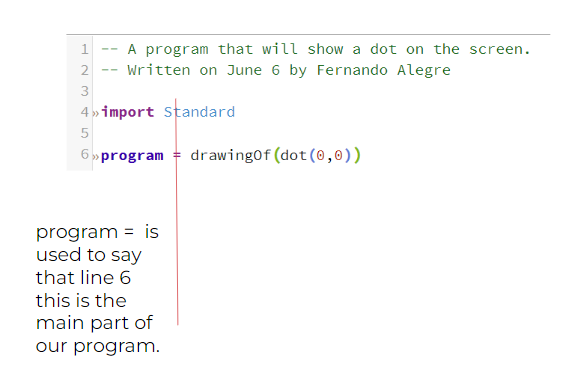 1 -- A program that will show a dot on the screen.
2 -- Written on June 6 by Fernando Alegre
3
4 » import Standard
5
6 » program = drawingOf(dot(0,0))
program = is
used to say
that line 6
this is the
main part of
our program.